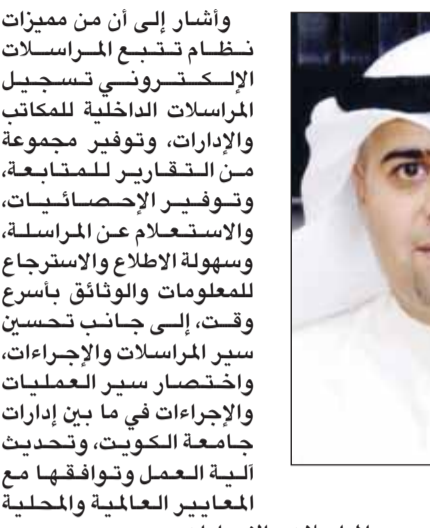 وأشار إلى أن من مميزات
نظام تتبع المراسلات
الإلكتروني تسجيل
المراسلات الداخلية للمكاتب
والإدارات، وتوفير مجموعة
من التقارير للمتابعة،
وتوفير الإحصائيات،
والاستعلام عن المراسلة،
وسهولة الاطلاع والاسترجاع
للمعلومات والوثائق بأسرع
وقت، إلى جانب تحسين
سير المراسلات والإجراءات،
واختصار سير العمليات
والإجراءات في ما بين إدارات
جامعة الكويت، وتحديث
آلية العمل وتوافقها مع
المعايير العالمية والمحلية